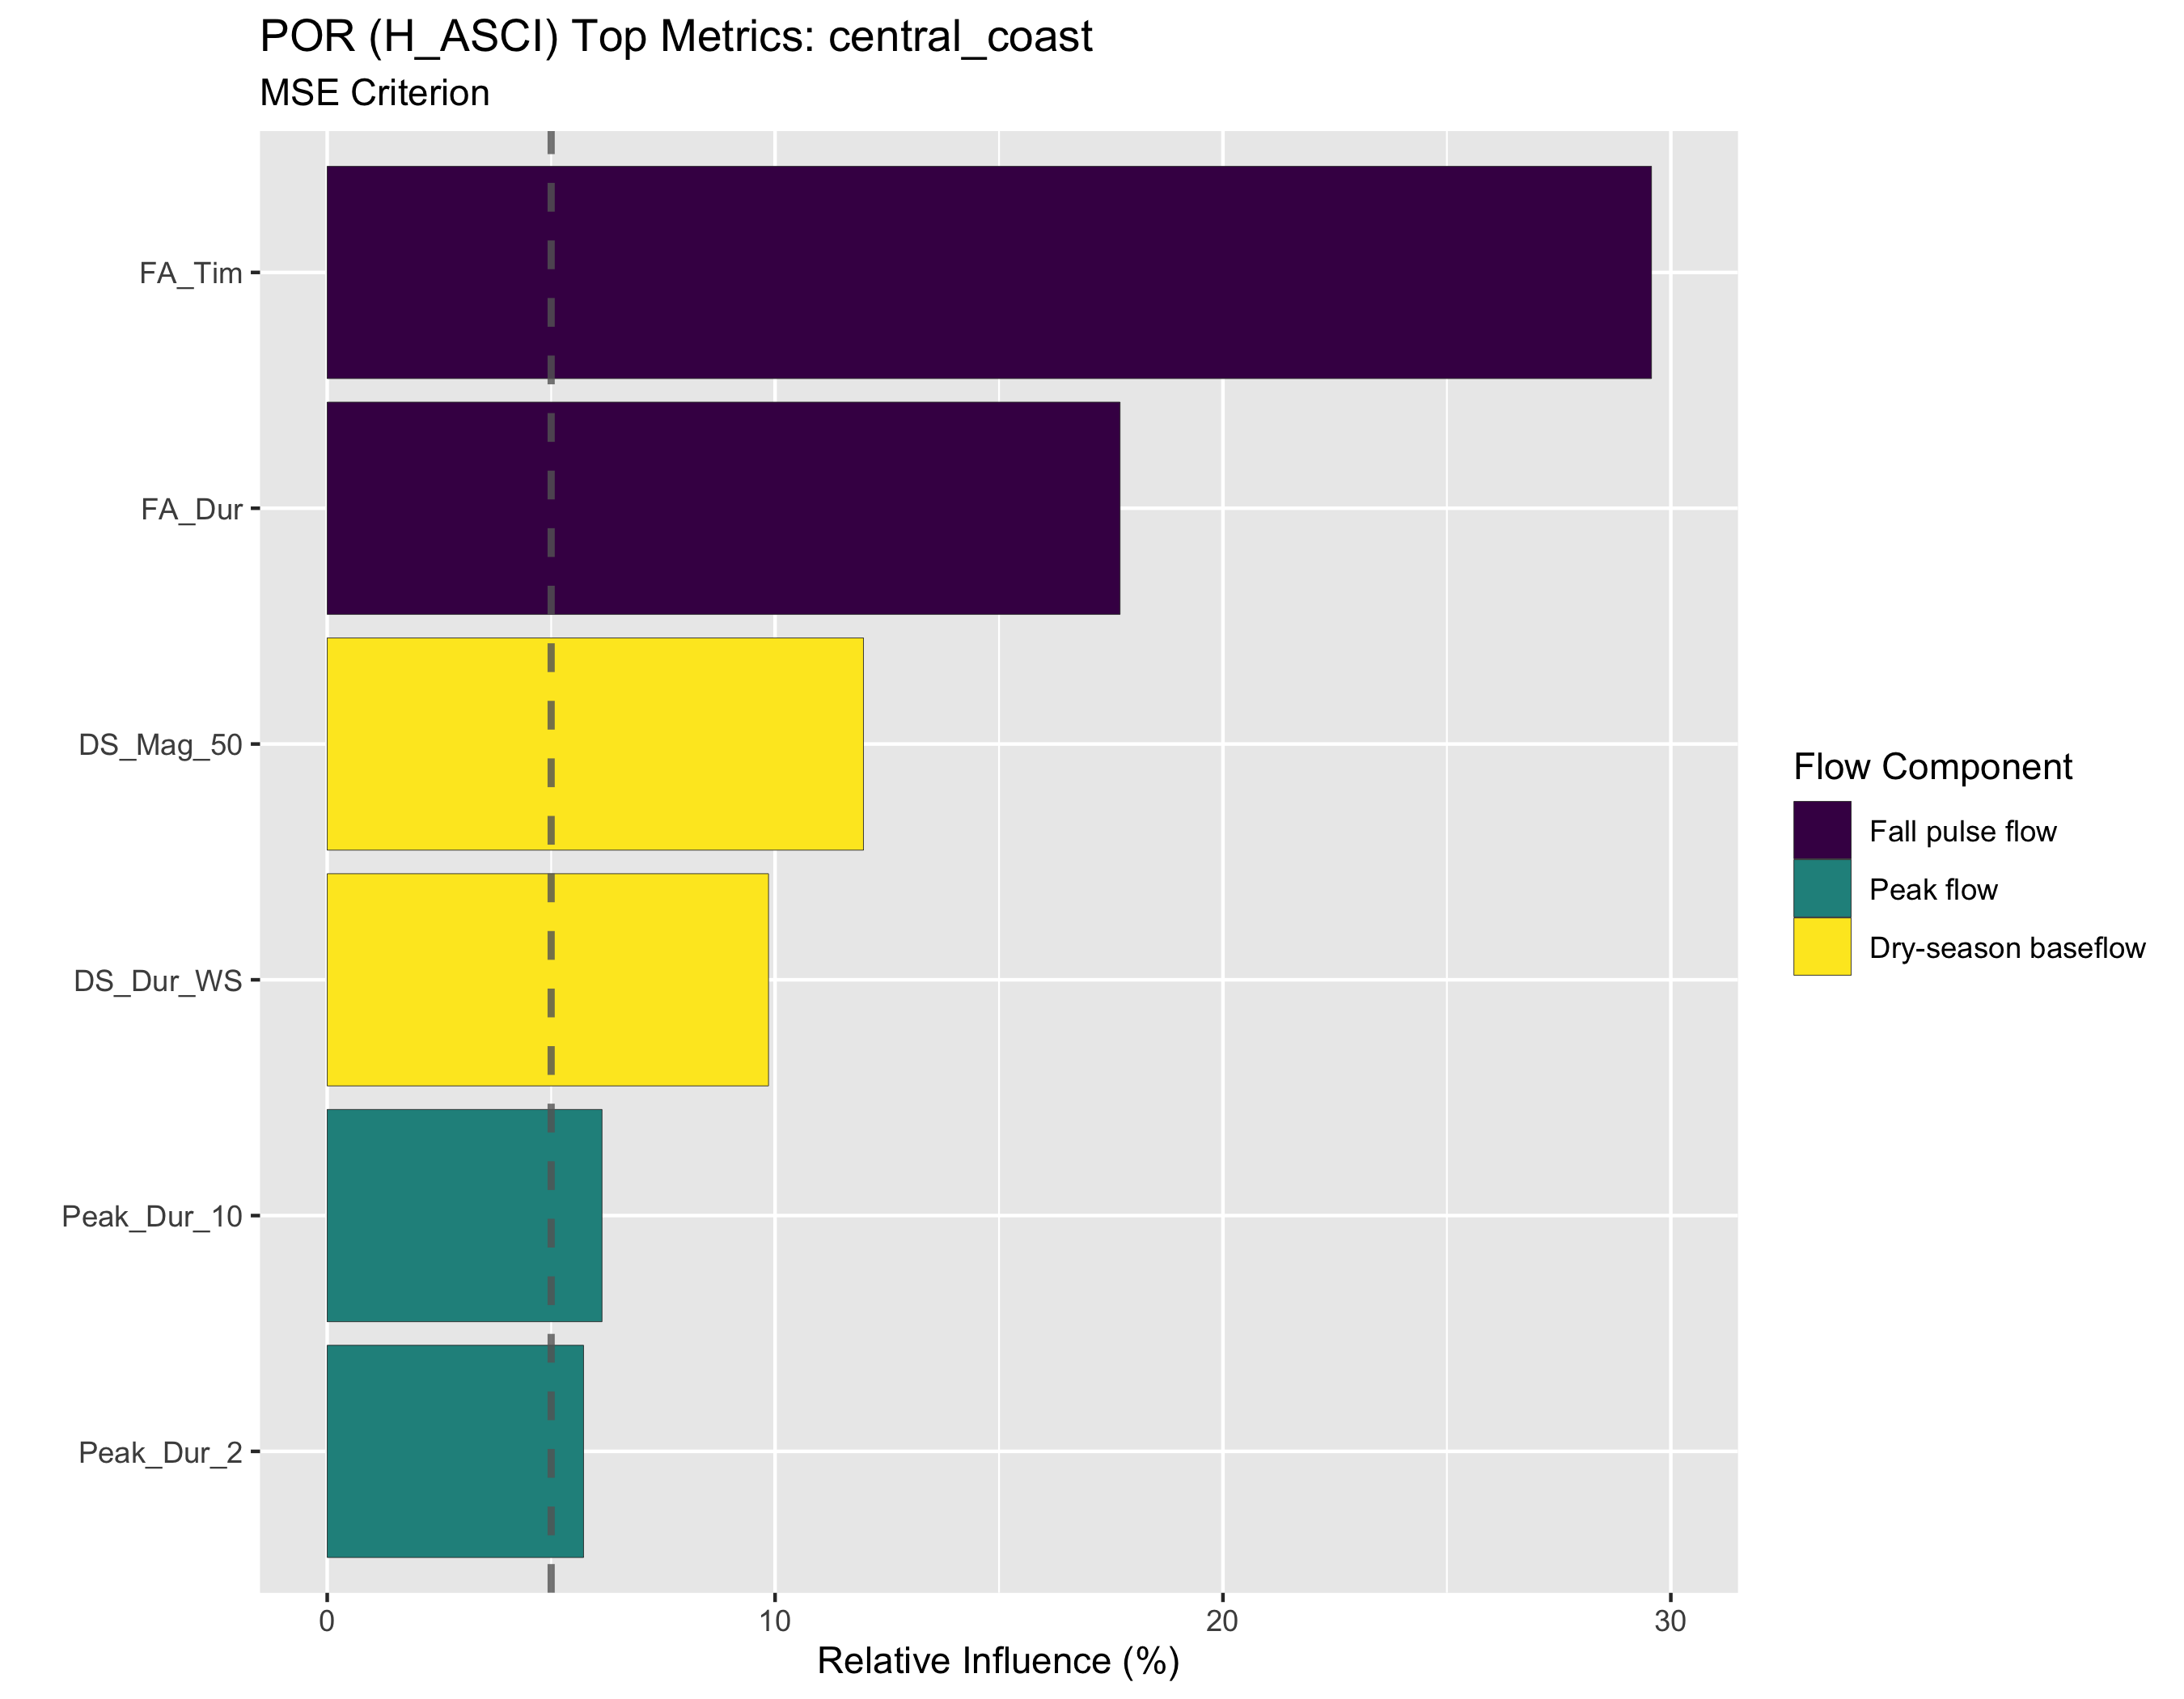 POR (H_ASCI) Top Metrics: central_coast
MSE Criterion
FA_Tim
FA_Dur
DS_Mag_50
DS_Dur_WS
Peak_Dur_10
Peak_Dur_2
0 10 20 30
Relative Influence (%)
Flow Component
Fall pulse flow
Peak flow
Dry-season baseflow